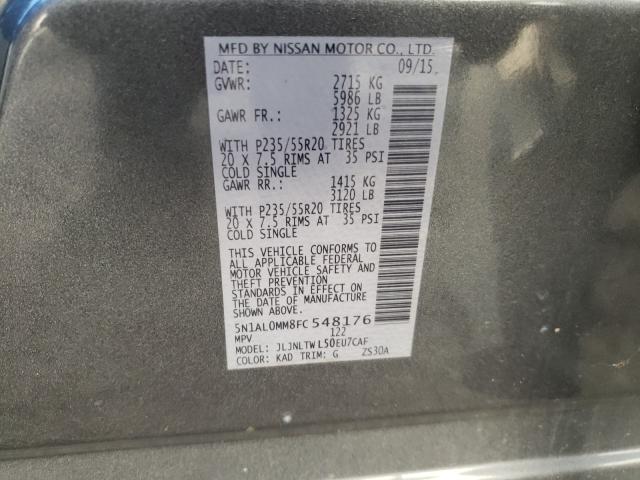 MFD BY NISSAN MOTOR CO., LTD.
DATE: 09/15
GVWR: 2715 KG
5986 LB
GAWR FR.: 1325 KG
2921 LB
WITH P235/55R20 TIRES
20 X 7.5 RIMS AT 35 PSI
COLD SINGLE
GAWR RR.: 1415 KG
3120 LB
WITH P235/55R20 TIRES
20 X 7.5 RIMS AT 35 PSI
COLD SINGLE
THIS VEHICLE CONFORMS TO
ALL APPLICABLE FEDERAL
MOTOR VEHICLE SAFETY AND
THEFT PREVENTION
STANDARDS IN EFFECT ON
THE DATE OF MANUFACTURE
SHOWN ABOVE.
5N1AL0MM8FC548176
MPV 122
MODEL: JLJNLTWL50EU7CAF
COLOR: KAD TRIM: G ZS30A